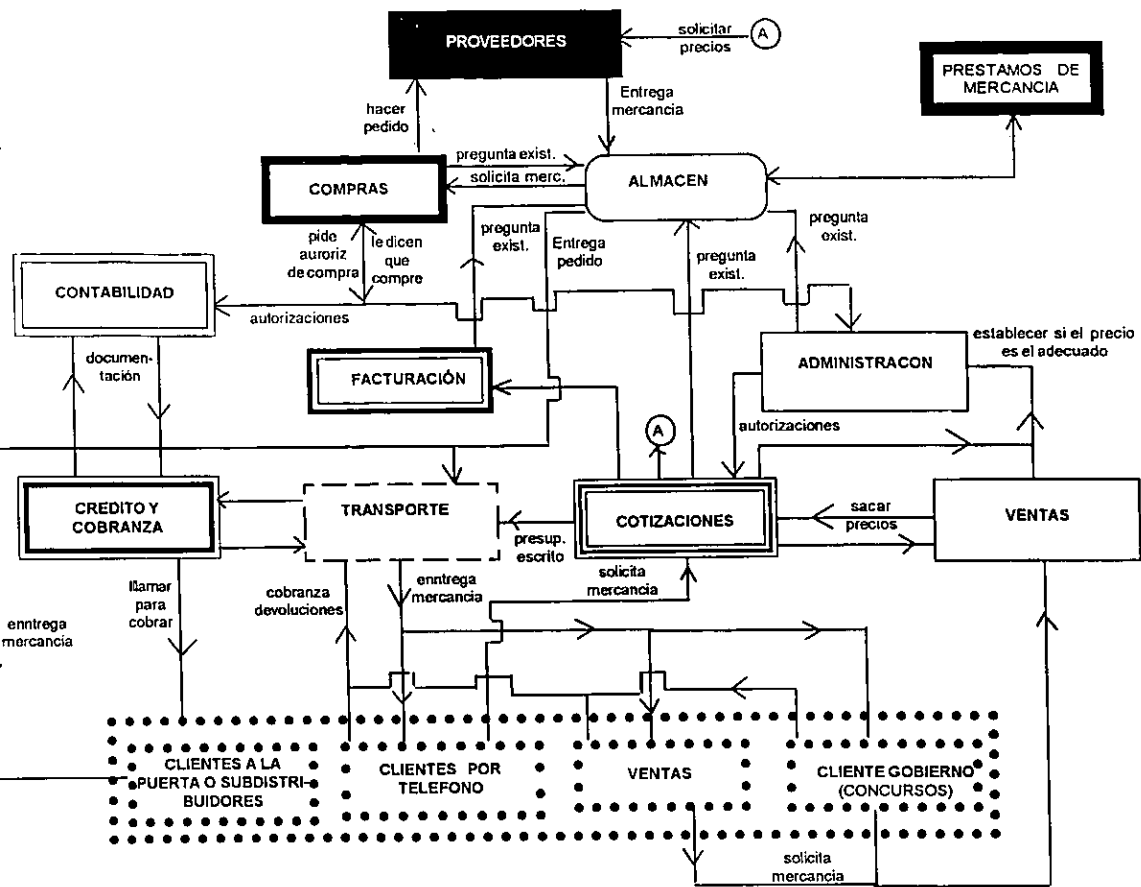 PROVEEDORES
solicitar
precios
A
PRESTAMOS DE
MERCANCIA
hacer
pedido
Entrega
mercancia
COMPRAS
pregunta exist.
solicita merc.
ALMACEN
pide
auroriz
de compra
le dicen
que
compre
pregunta
exist.
Entrega
pedido
pregunta
exist.
pregunta
exist.
CONTABILIDAD
autorizaciones
documen-
tación
FACTURACIÓN
ADMINISTRACON
establecer si el precio
es el adecuado
A
autorizaciones
CREDITO Y
COBRANZA
TRANSPORTE
COTIZACIONES
VENTAS
sacar
precios
presup.
escrito
llamar
para
cobrar
cobranza
devoluciones
enntrega
mercancia
solicita
mercancia
enntrega
mercancia
CLIENTES A LA
PUERTA O SUBDISTRI-
BUIDORES
CLIENTES POR
TELEFONO
VENTAS
CLIENTE GOBIERNO
(CONCURSOS)
solicita
mercancia